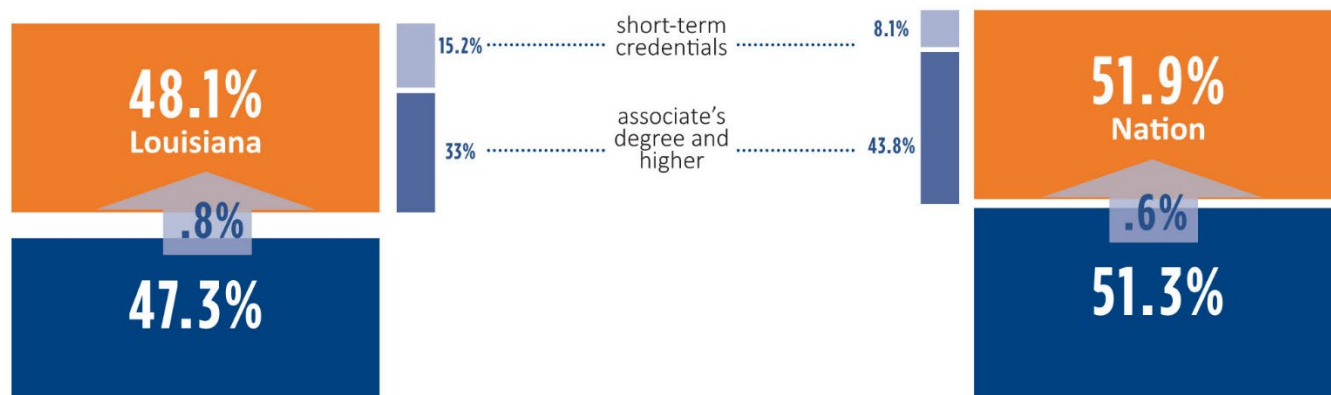 48.1%
Louisiana
.8%
47.3%
15.2%
33%
short-term
credentials
associate's
degree and
higher
8.1%
43.8%
51.9%
Nation
.6%
51.3%